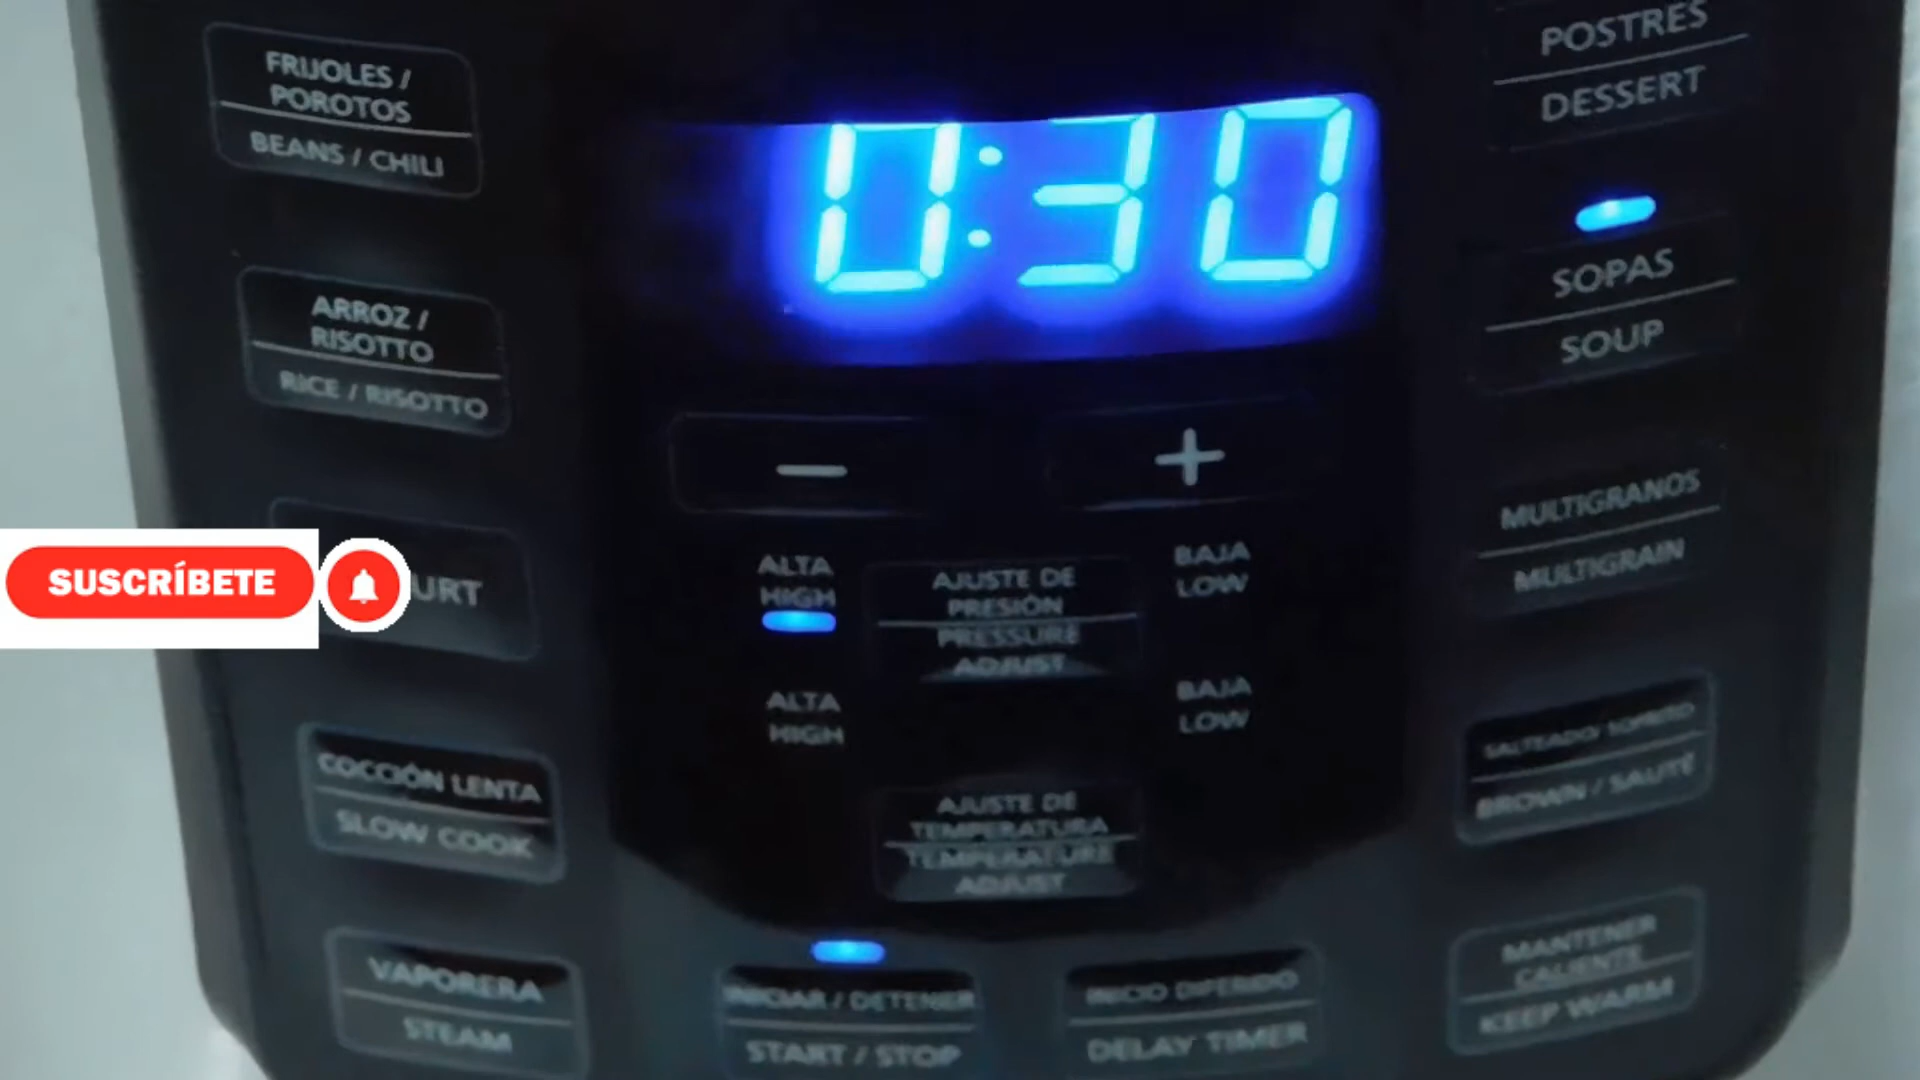 FRIJOLES /
POROTOS
BEANS / CHILI
ARROZ /
RISOTTO
RICE / RISOTTO
SUSCRÍBETE
URT
COCCIÓN LENTA
SLOW COOK
VAPORERA
STEAM
0:30
−
+
ALTA
HIGH
AJUSTE DE
PRESIÓN
PRESSURE
ADJUST
BAJA
LOW
ALTA
HIGH
BAJA
LOW
AJUSTE DE
TEMPERATURA
TEMPERATURE
ADJUST
INICIAR / DETENER
START / STOP
INICIO DIFERIDO
DELAY TIMER
POSTRES
DESSERT
SOPAS
SOUP
MULTIGRANOS
MULTIGRAIN
SALTEADO/ SOFRITO
BROWN / SAUTÉ
MANTENER
CALIENTE
KEEP WARM